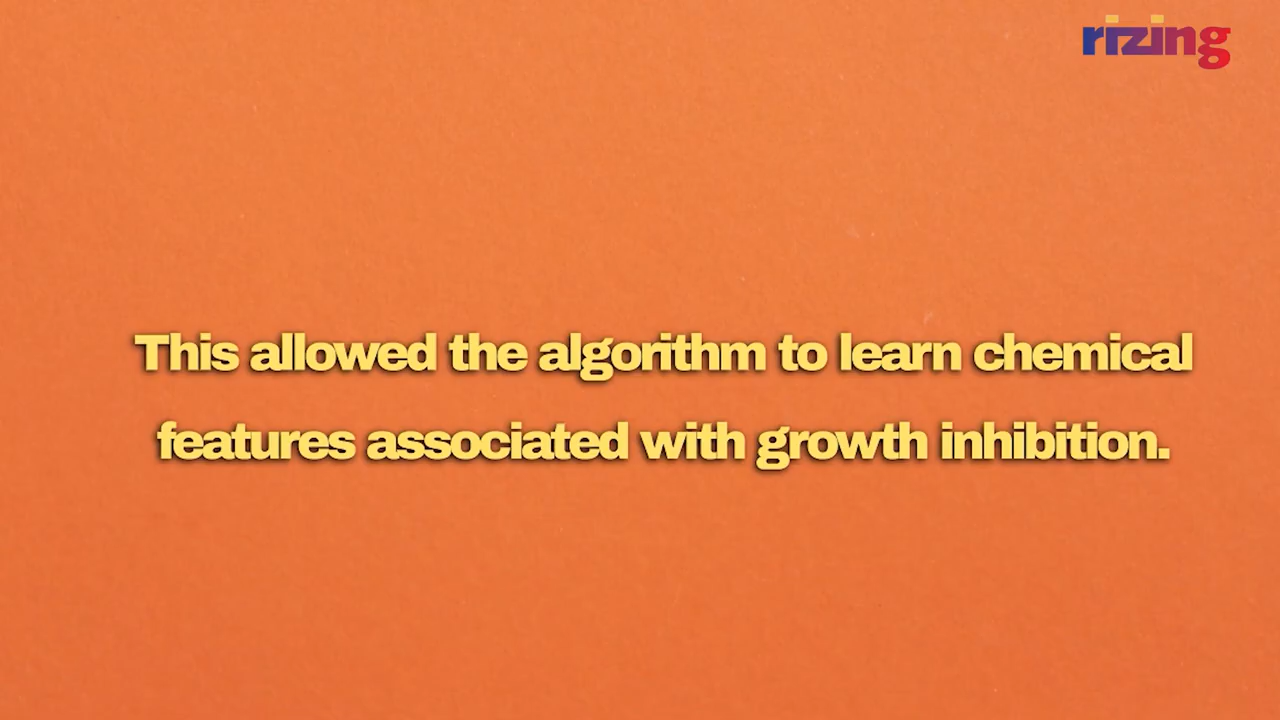 rizing
This allowed the algorithm to learn chemical
features associated with growth inhibition.